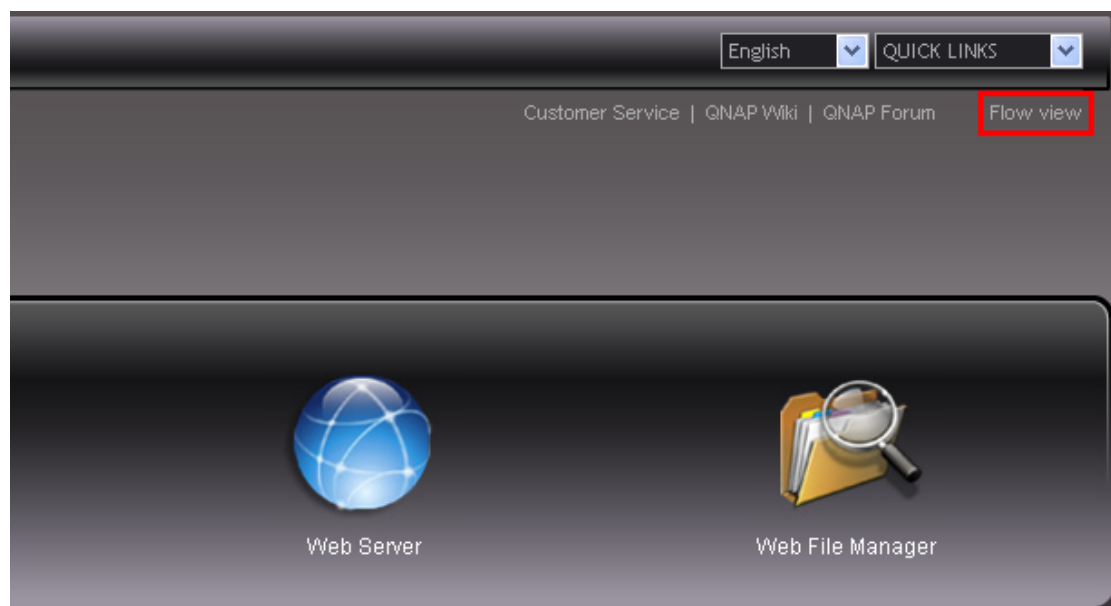 English QUICK LINKS
Customer Service | QNAP Wiki | QNAP Forum Flow view
Web Server Web File Manager